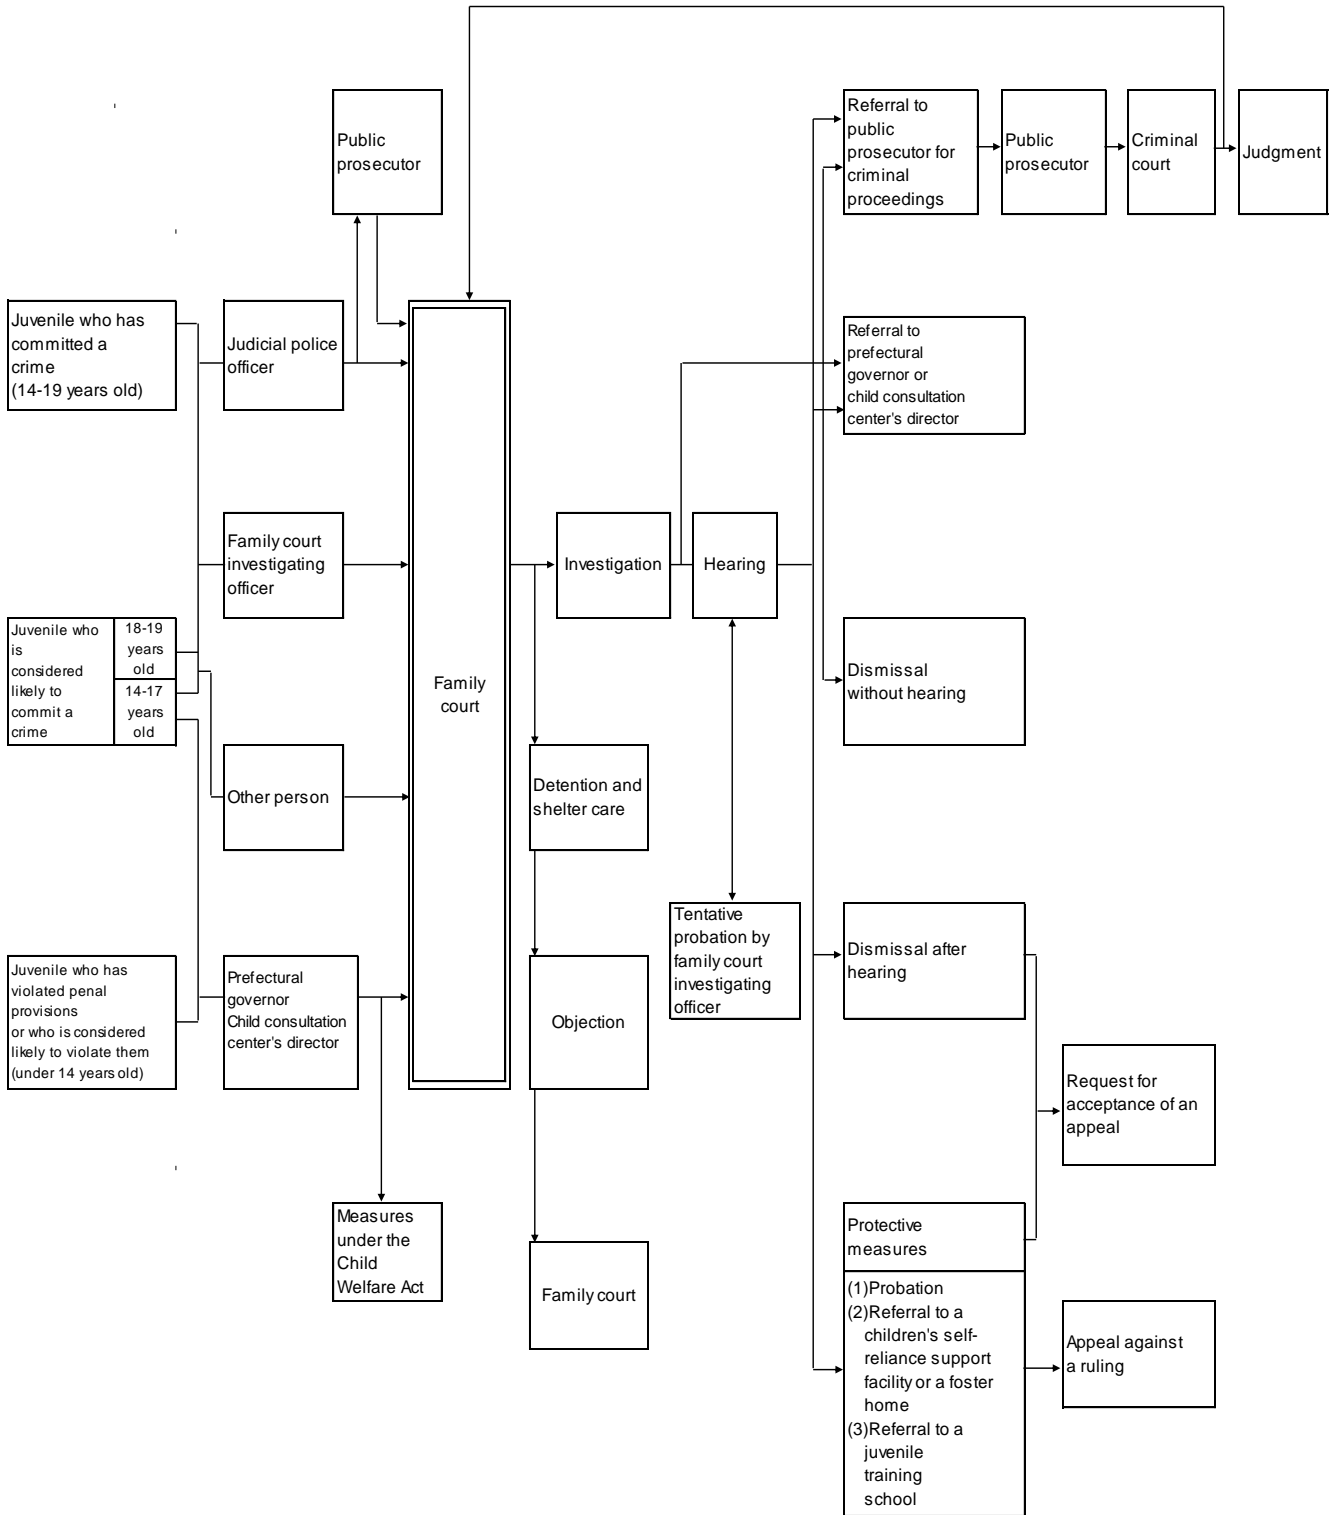 Public
prosecutor
Referral to
public
prosecutor for
criminal
proceedings
Public
prosecutor
Criminal
court
Judgment
Juvenile who has
committed a
crime
(14-19 years old)
Judicial police
officer
Referral to
prefectural
governor or
child consultation
center's director
Family court
investigating
officer
Investigation
Hearing
Juvenile who
is
considered
likely to
commit a
crime
18-19
years
old
14-17
years
old
Family
court
Dismissal
without hearing
Other person
Detention and
shelter care
Tentative
probation by
family court
investigating
officer
Dismissal after
hearing
Juvenile who has
violated penal
provisions
or who is considered
likely to violate them
(under 14 years old)
Prefectural
governor
Child consultation
center's director
Objection
Request for
acceptance of an
appeal
Measures
under the
Child
Welfare Act
Family court
Protective
measures
(1)Probation
(2)Referral to a
children's self-
reliance support
facility or a foster
home
(3)Referral to a
juvenile
training
school
Appeal against
a ruling